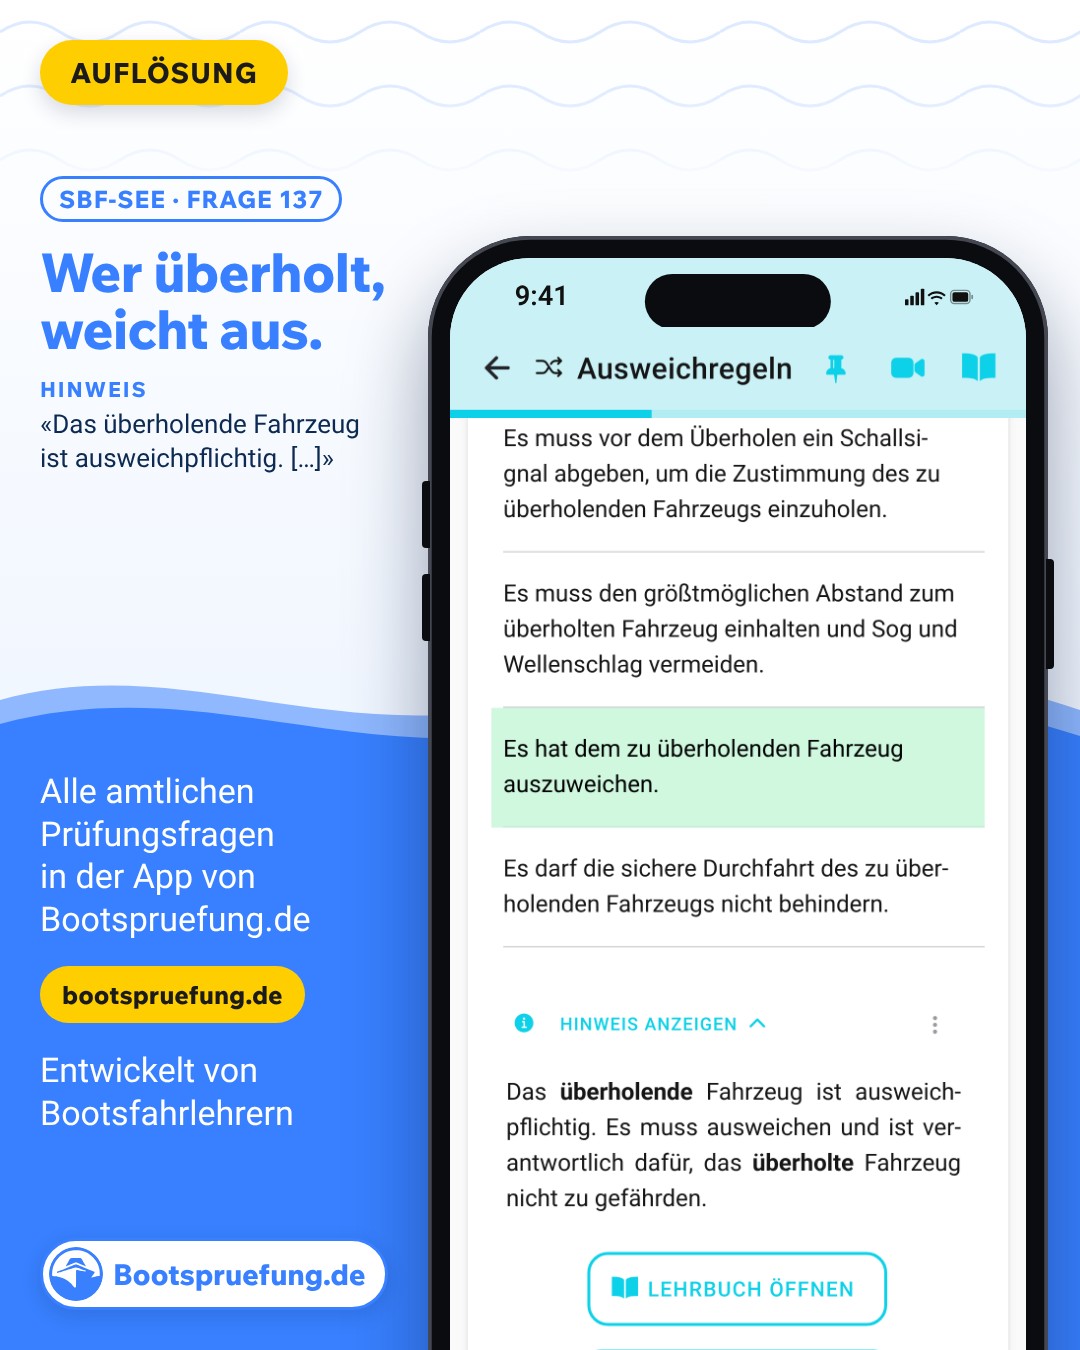 AUFLÖSUNG
SBF-SEE · FRAGE 137
Wer überholt,
weicht aus.
HINWEIS
«Das überholende Fahrzeug
ist ausweichpflichtig. […]»
Alle amtlichen
Prüfungsfragen
in der App von
Bootspruefung.de
bootspruefung.de
Entwickelt von
Bootsfahrlehrern
Bootspruefung.de
9:41
Ausweichregeln
Es muss vor dem Überholen ein Schallsi-
gnal abgeben, um die Zustimmung des zu
überholenden Fahrzeugs einzuholen.
Es muss den größtmöglichen Abstand zum
überholten Fahrzeug einhalten und Sog und
Wellenschlag vermeiden.
Es hat dem zu überholenden Fahrzeug
auszuweichen.
Es darf die sichere Durchfahrt des zu über-
holenden Fahrzeugs nicht behindern.
HINWEIS ANZEIGEN
Das überholende Fahrzeug ist ausweich-
pflichtig. Es muss ausweichen und ist ver-
antwortlich dafür, das überholte Fahrzeug
nicht zu gefährden.
LEHRBUCH ÖFFNEN